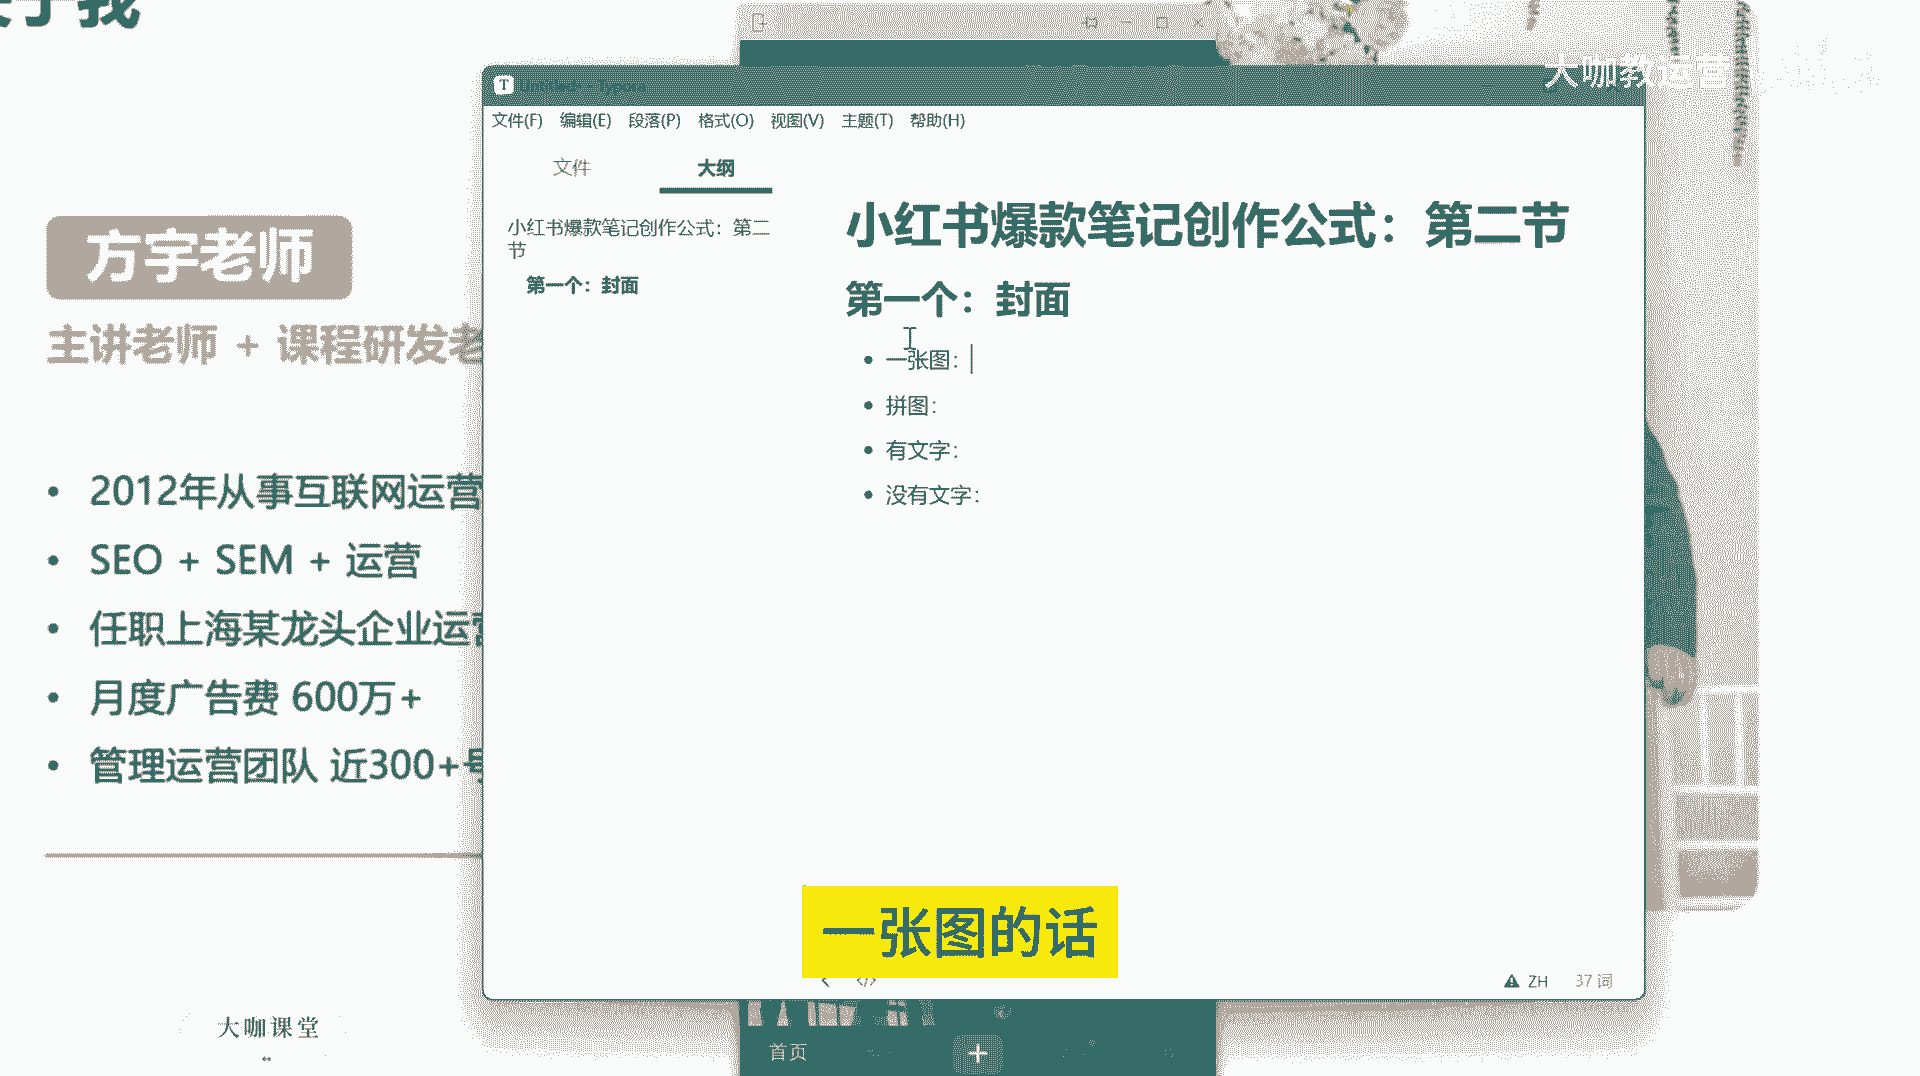 大咖教运营
方宇老师
主讲老师 + 课程研发老
2012年从事互联网运营
SEO + SEM + 运营
任职上海某龙头企业运营
月度广告费 600万+
管理运营团队 近300+号
大咖课堂
Untitled• - Typora
文件(F) 编辑(E) 段落(P) 格式(O) 视图(V) 主题(T) 帮助(H)
文件 大纲
小红书爆款笔记创作公式：第二
节
第一个：封面
小红书爆款笔记创作公式：第二节
第一个：封面
一张图：
拼图：
有文字：
没有文字：
一张图的话
ZH 37 词
首页